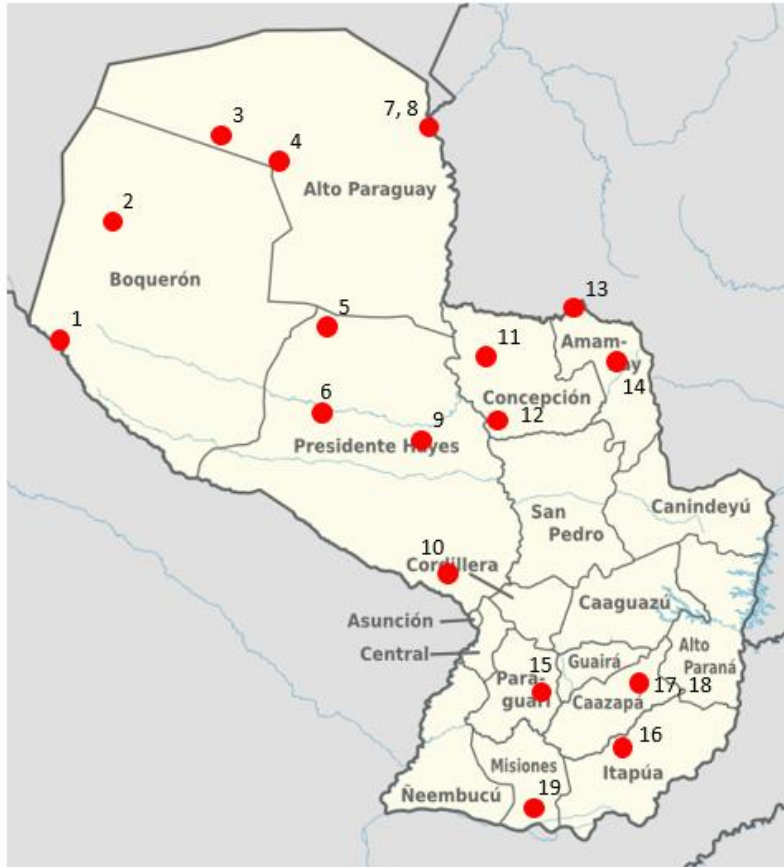 3
7, 8
4
Alto Paraguay
2
Boquerón
1
5
13
11
Amam-
bay
14
6
Concepción
12
9
Presidente Hayes
Canindeyú
San
Pedro
10
Cordillera
Caaguazú
Asunción
Central
Alto
Paraná
15
Guairá
Para-
guarí
17, 18
Caazapá
16
Misiones
Itapúa
Ñeembucú
19